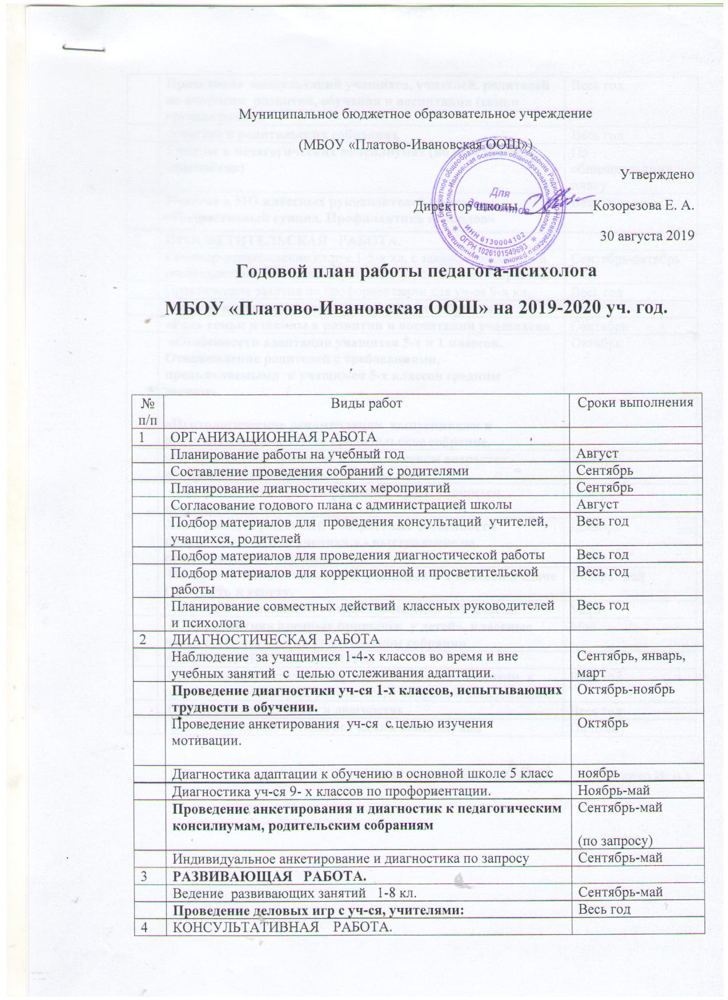 Муниципальное бюджетное образовательное учреждение
(МБОУ «Платово-Ивановская ООШ»)
Утверждено
Директор школы __________Козорезова Е. А.
30 августа 2019
Для
документов
ИНН 6130004102
ОГРН 1026101549693
Годовой план работы педагога-психолога
МБОУ «Платово-Ивановская ООШ» на 2019-2020 уч. год.
№ Виды работ Сроки выполнения
п/п
1 ОРГАНИЗАЦИОННАЯ РАБОТА
Планирование работы на учебный год Август
Составление проведения собраний с родителями Сентябрь
Планирование диагностических мероприятий Сентябрь
Согласование годового плана с администрацией школы Август
Подбор материалов для проведения консультаций учителей, Весь год
учащихся, родителей
Подбор материалов для проведения диагностической работы Весь год
Подбор материалов для коррекционной и просветительской Весь год
работы
Планирование совместных действий классных руководителей Весь год
и психолога
2 ДИАГНОСТИЧЕСКАЯ РАБОТА
Наблюдение за учащимися 1-4-х классов во время и вне Сентябрь, январь,
учебных занятий с целью отслеживания адаптации. март
Проведение диагностики уч-ся 1-х классов, испытывающих Октябрь-ноябрь
трудности в обучении.
Проведение анкетирования уч-ся с целью изучения Октябрь
мотивации.
Диагностика адаптации к обучению в основной школе 5 класс ноябрь
Диагностика уч-ся 9- х классов по профориентации. Ноябрь-май
Проведение анкетирования и диагностик к педагогическим Сентябрь-май
консилиумам, родительским собраниям
(по запросу)
Индивидуальное анкетирование и диагностика по запросу Сентябрь-май
3 РАЗВИВАЮЩАЯ РАБОТА.
Ведение развивающих занятий 1-8 кл. Сентябрь-май
Проведение деловых игр с уч-ся, учителями: Весь год
4 КОНСУЛЬТАТИВНАЯ РАБОТА.